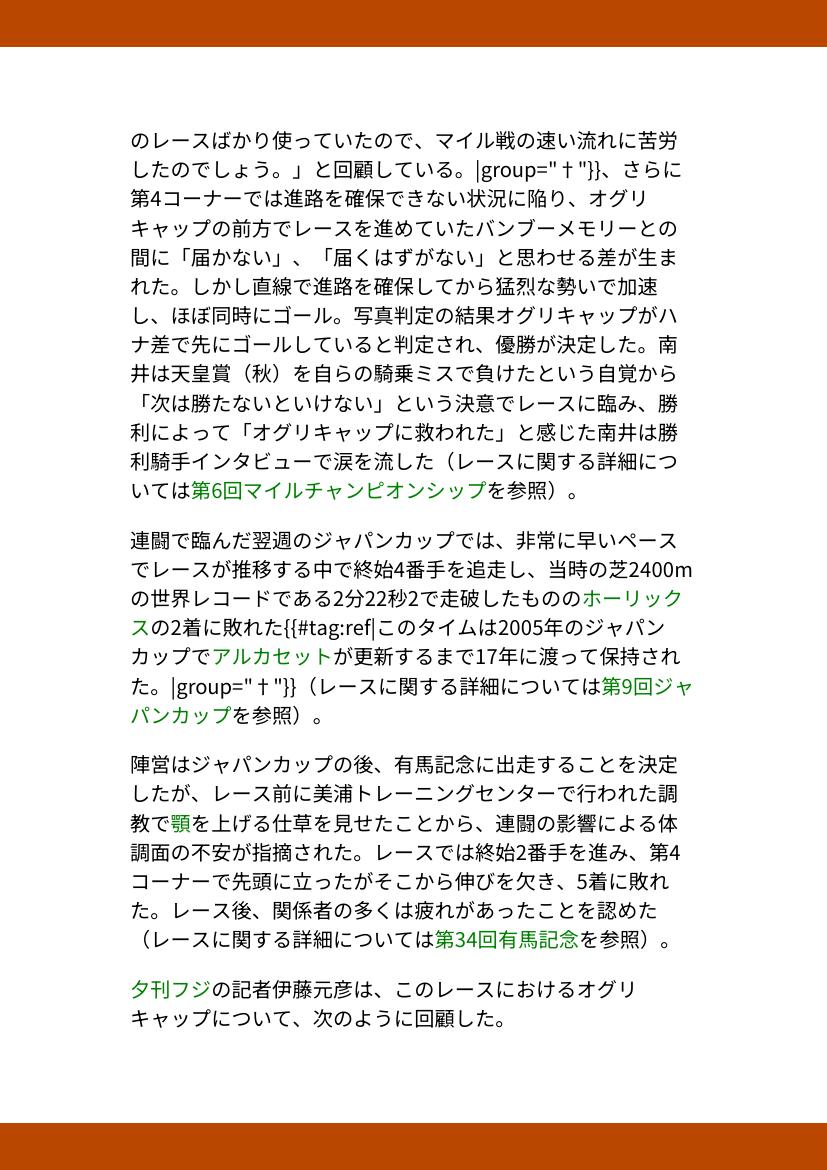 のレースばかり使っていたので、マイル戦の速い流れに苦労
したのでしょう。」と回顧している。|group="†"}}、さらに
第4コーナーでは進路を確保できない状況に陥り、オグリ
キャップの前方でレースを進めていたバンブーメモリーとの
間に「届かない」、「届くはずがない」と思わせる差が生ま
れた。しかし直線で進路を確保してから猛烈な勢いで加速
し、ほぼ同時にゴール。写真判定の結果オグリキャップがハ
ナ差で先にゴールしていると判定され、優勝が決定した。南
井は天皇賞（秋）を自らの騎乗ミスで負けたという自覚から
「次は勝たないといけない」という決意でレースに臨み、勝
利によって「オグリキャップに救われた」と感じた南井は勝
利騎手インタビューで涙を流した（レースに関する詳細につ
いては第6回マイルチャンピオンシップを参照）。
連闘で臨んだ翌週のジャパンカップでは、非常に早いペース
でレースが推移する中で終始4番手を追走し、当時の芝2400m
の世界レコードである2分22秒2で走破したもののホーリック
スの2着に敗れた{{#tag:ref|このタイムは2005年のジャパン
カップでアルカセットが更新するまで17年に渡って保持され
た。|group="†"}}（レースに関する詳細については第9回ジャ
パンカップを参照）。
陣営はジャパンカップの後、有馬記念に出走することを決定
したが、レース前に美浦トレーニングセンターで行われた調
教で顎を上げる仕草を見せたことから、連闘の影響による体
調面の不安が指摘された。レースでは終始2番手を進み、第4
コーナーで先頭に立ったがそこから伸びを欠き、5着に敗れ
た。レース後、関係者の多くは疲れがあったことを認めた
（レースに関する詳細については第34回有馬記念を参照）。
夕刊フジの記者伊藤元彦は、このレースにおけるオグリ
キャップについて、次のように回顧した。